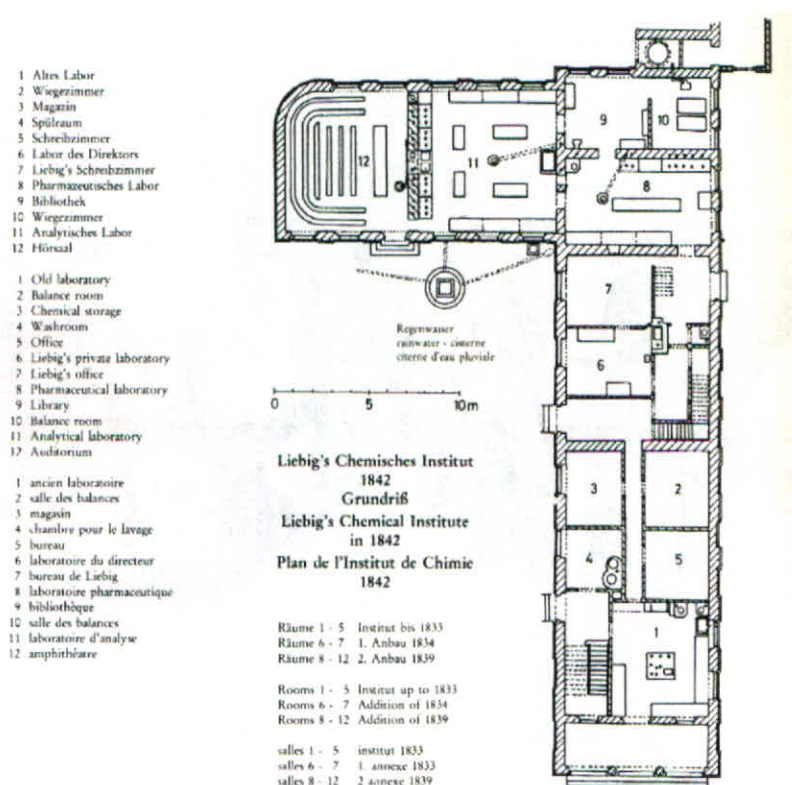 1 Altes Labor
2 Wiegezimmer
3 Magazin
4 Spülraum
5 Schreibzimmer
6 Labor des Direktors
7 Liebig's Schreibzimmer
8 Pharmazeutisches Labor
9 Bibliothek
10 Wiegezimmer
11 Analytisches Labor
12 Hörsaal
1 Old laboratory
2 Balance room
3 Chemical storage
4 Washroom
5 Office
6 Liebig's private laboratory
7 Liebig's office
8 Pharmaceutical laboratory
9 Library
10 Balance room
11 Analytical laboratory
12 Auditorium
1 ancien laboratoire
2 salle des balances
3 magasin
4 chambre pour le lavage
5 bureau
6 laboratoire du directeur
7 bureau de Liebig
8 laboratoire pharmaceutique
9 bibliothèque
10 salle des balances
11 laboratoire d'analyse
12 amphithéatre
12
11
9
10
8
7
6
3
2
4
5
1
Regenwasser
rainwater - cisterne
citerne d'eau pluviale
0 5 10m
Liebig's Chemisches Institut
1842
Grundriß
Liebig's Chemical Institute
in 1842
Plan de l'Institut de Chimie
1842
Räume 1 - 5 Institut bis 1833
Räume 6 - 7 1. Anbau 1834
Räume 8 - 12 2. Anbau 1839
Rooms 1 - 5 Institut up to 1833
Rooms 6 - 7 Addition of 1834
Rooms 8 - 12 Addition of 1839
salles 1 - 5 institut 1833
salles 6 - 7 1. annexe 1833
salles 8 - 12 2 annexe 1839